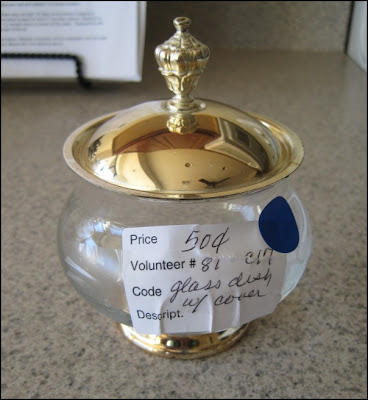 Price 50¢
Volunteer # 81 C17
Code glass dish
w/ cover
Descript.